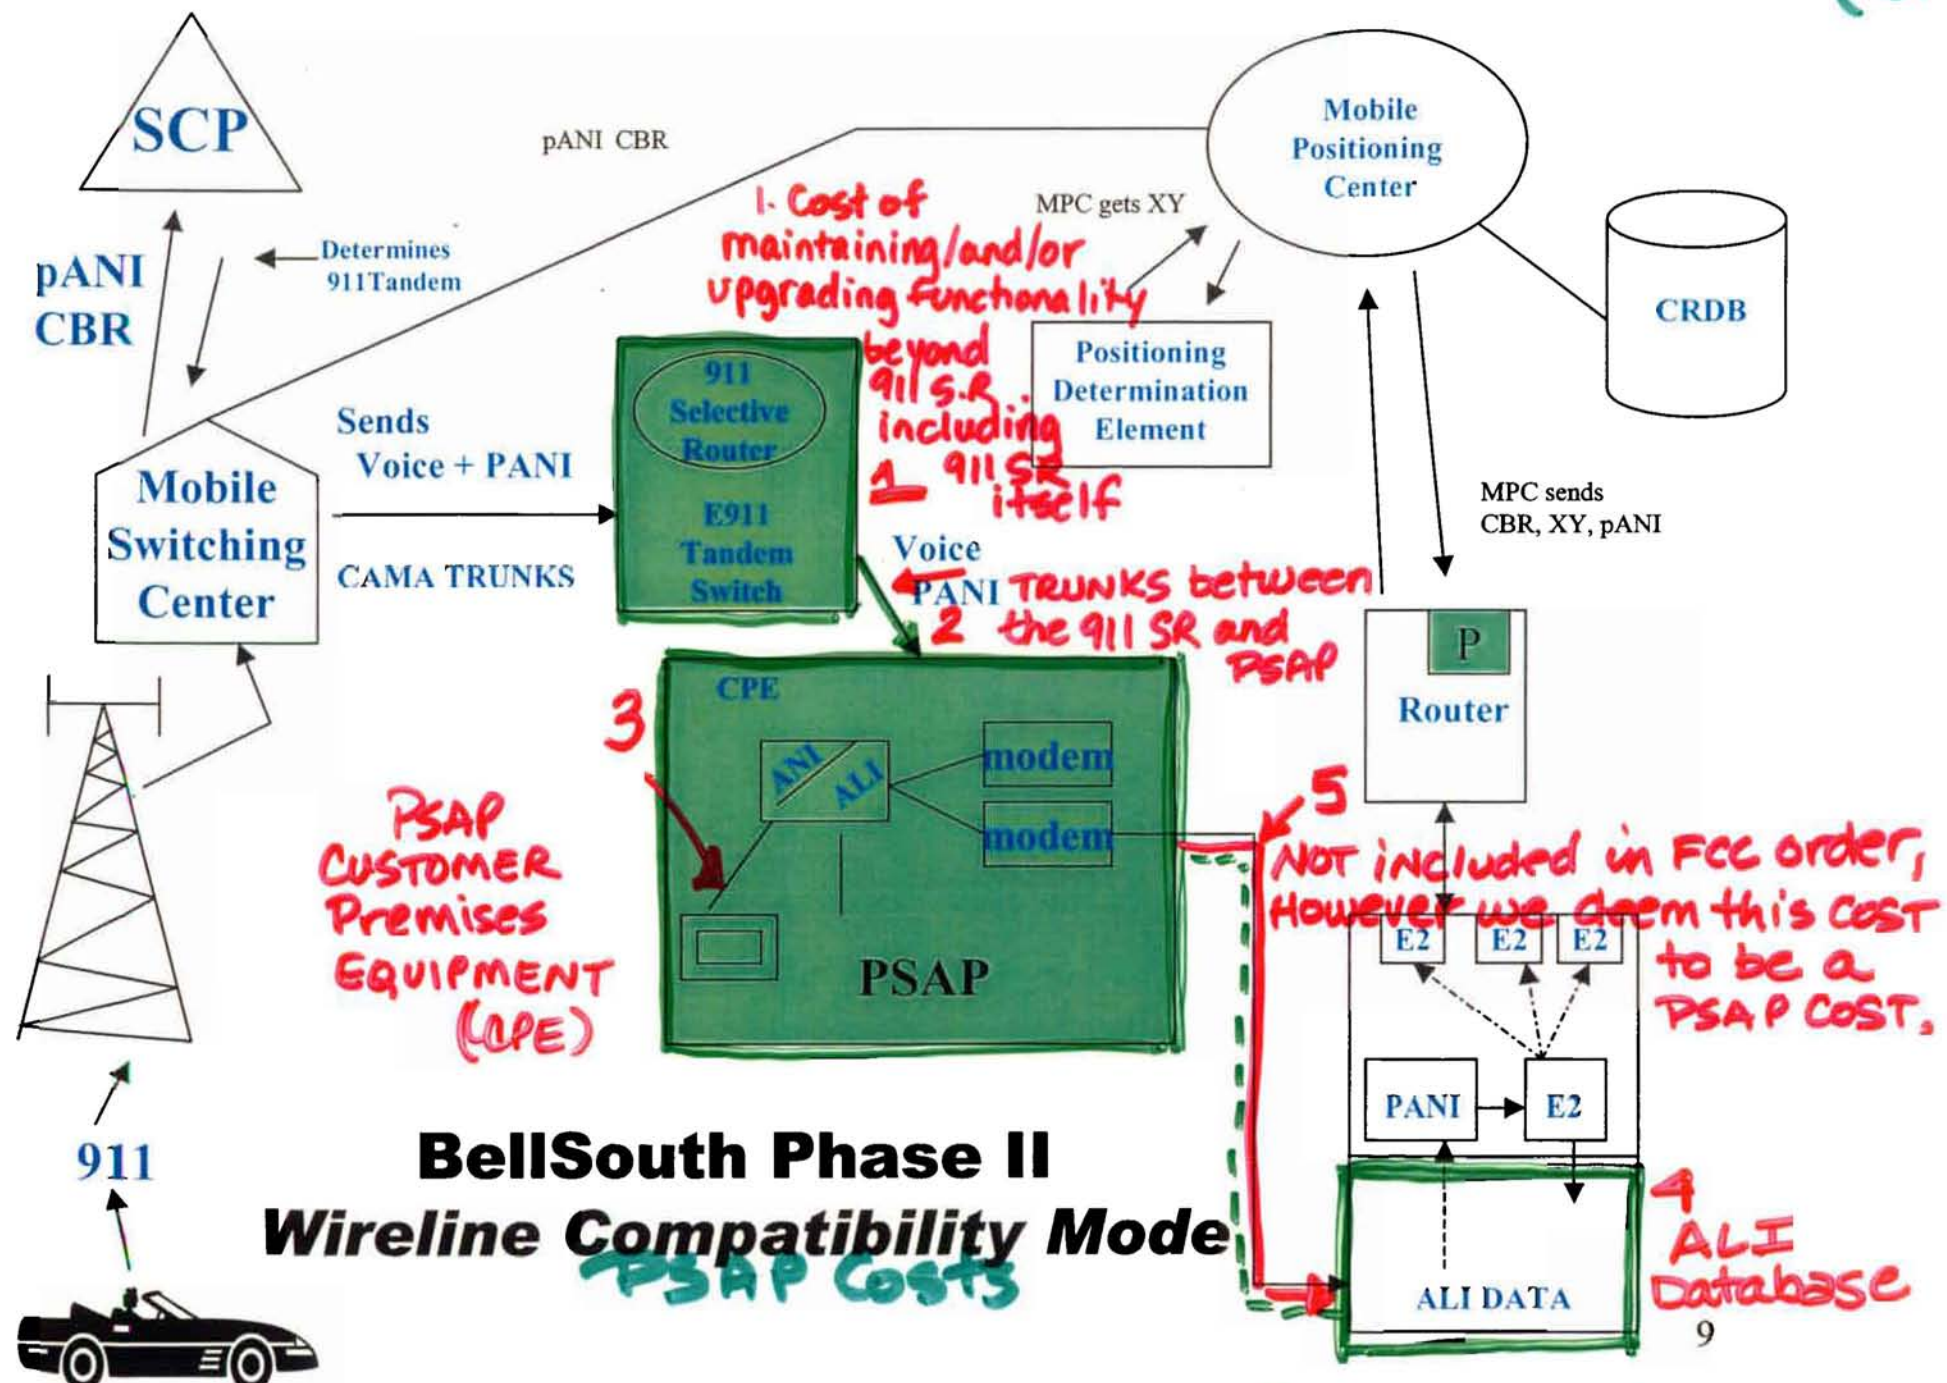 SCP
pANI CBR
Mobile
Positioning
Center
MPC gets XY
Determines
911Tandem
pANI
CBR
1. Cost of
maintaining/and/or
upgrading functionality
beyond
911 S.R.
including
911 SR
itself
1
Positioning
Determination
Element
CRDB
911
Selective
Router
E911
Tandem
Switch
Sends
Voice + PANI
CAMA TRUNKS
Mobile
Switching
Center
MPC sends
CBR, XY, pANI
Voice
PANI
2 TRUNKS between
the 911 SR and
PSAP
P
Router
CPE
ANI
ALI
modem
modem
PSAP
3
PSAP
CUSTOMER
Premises
EQUIPMENT
(CPE)
5
NOT included in FCC order,
However we deem this COST
to be a
PSAP COST.
E2
E2
E2
PANI
E2
911
BellSouth Phase II
Wireline Compatibility Mode
PSAP Costs
4
ALI
Database
ALI DATA
9